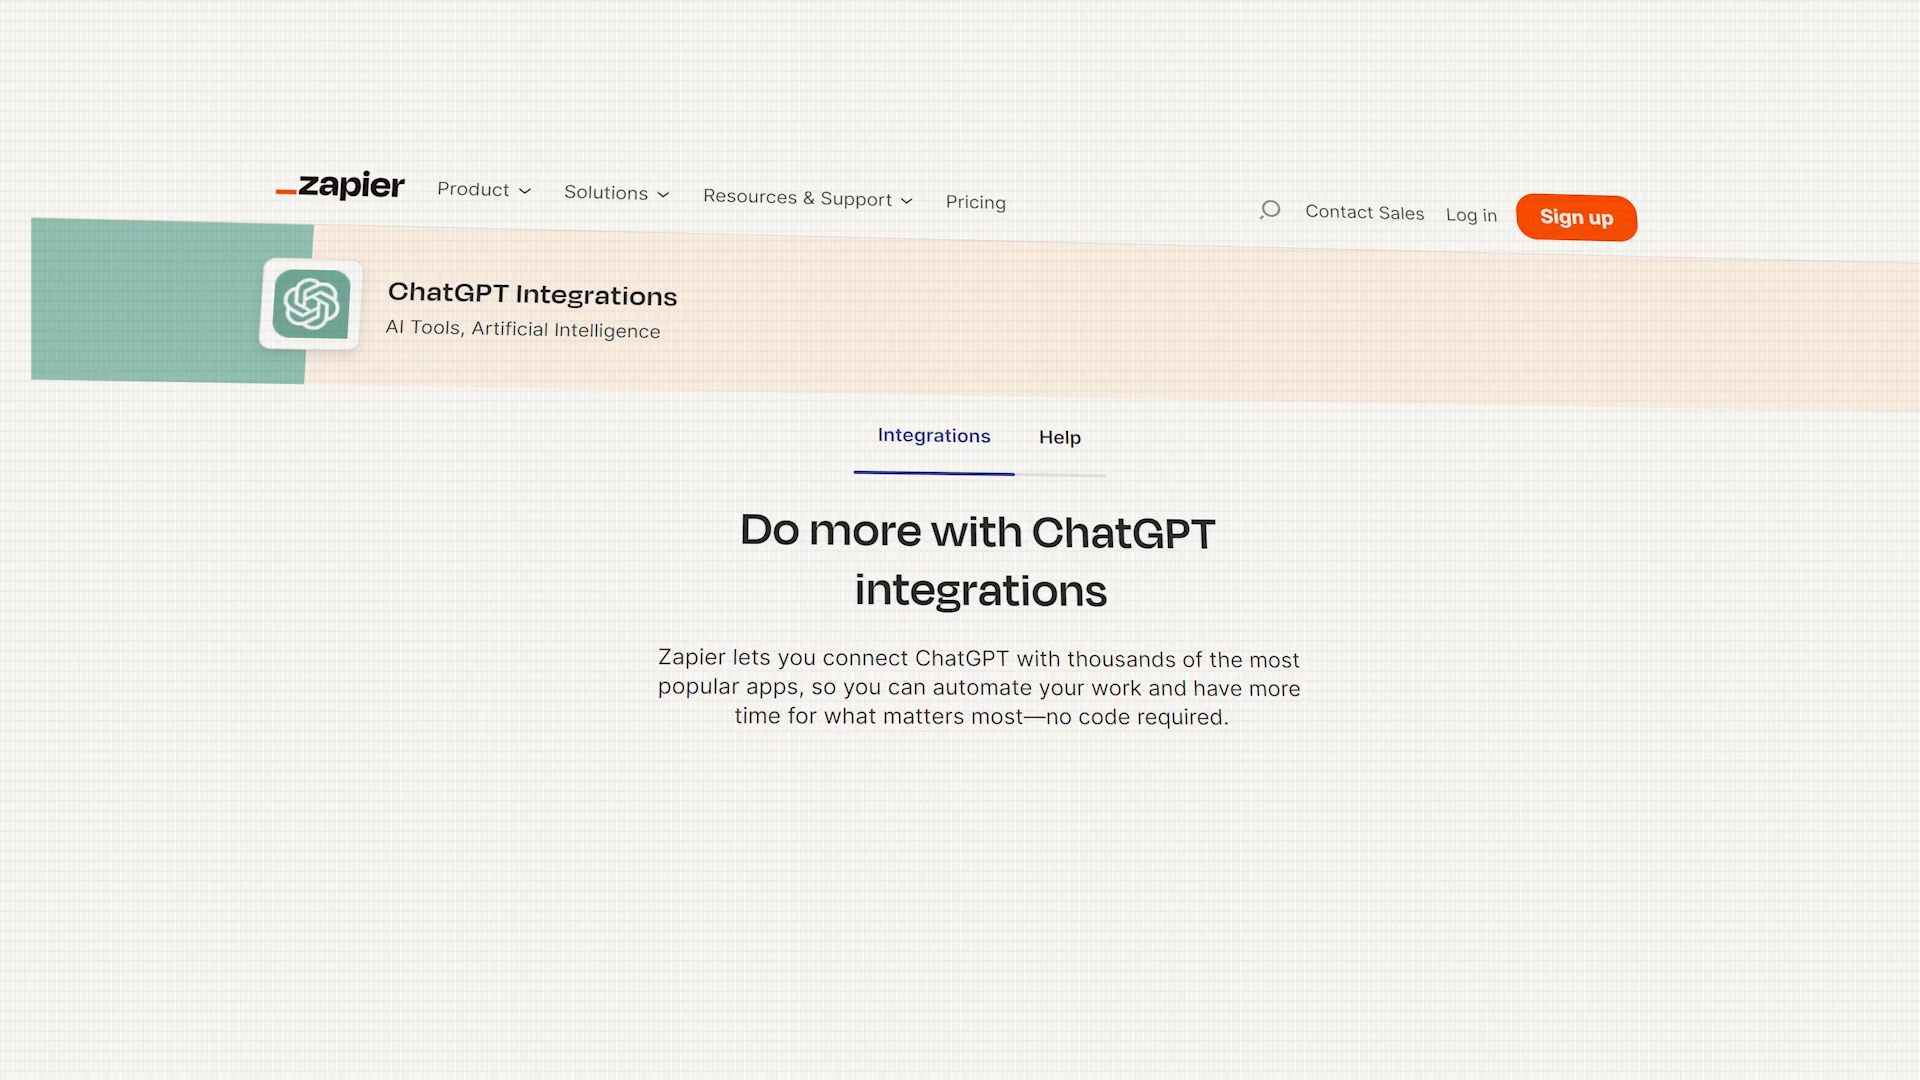 zapier
Product
Solutions
Resources & Support
Pricing
Contact Sales
Log in
Sign up
ChatGPT Integrations
AI Tools, Artificial Intelligence
Integrations
Help
Do more with ChatGPT
integrations
Zapier lets you connect ChatGPT with thousands of the most
popular apps, so you can automate your work and have more
time for what matters most—no code required.